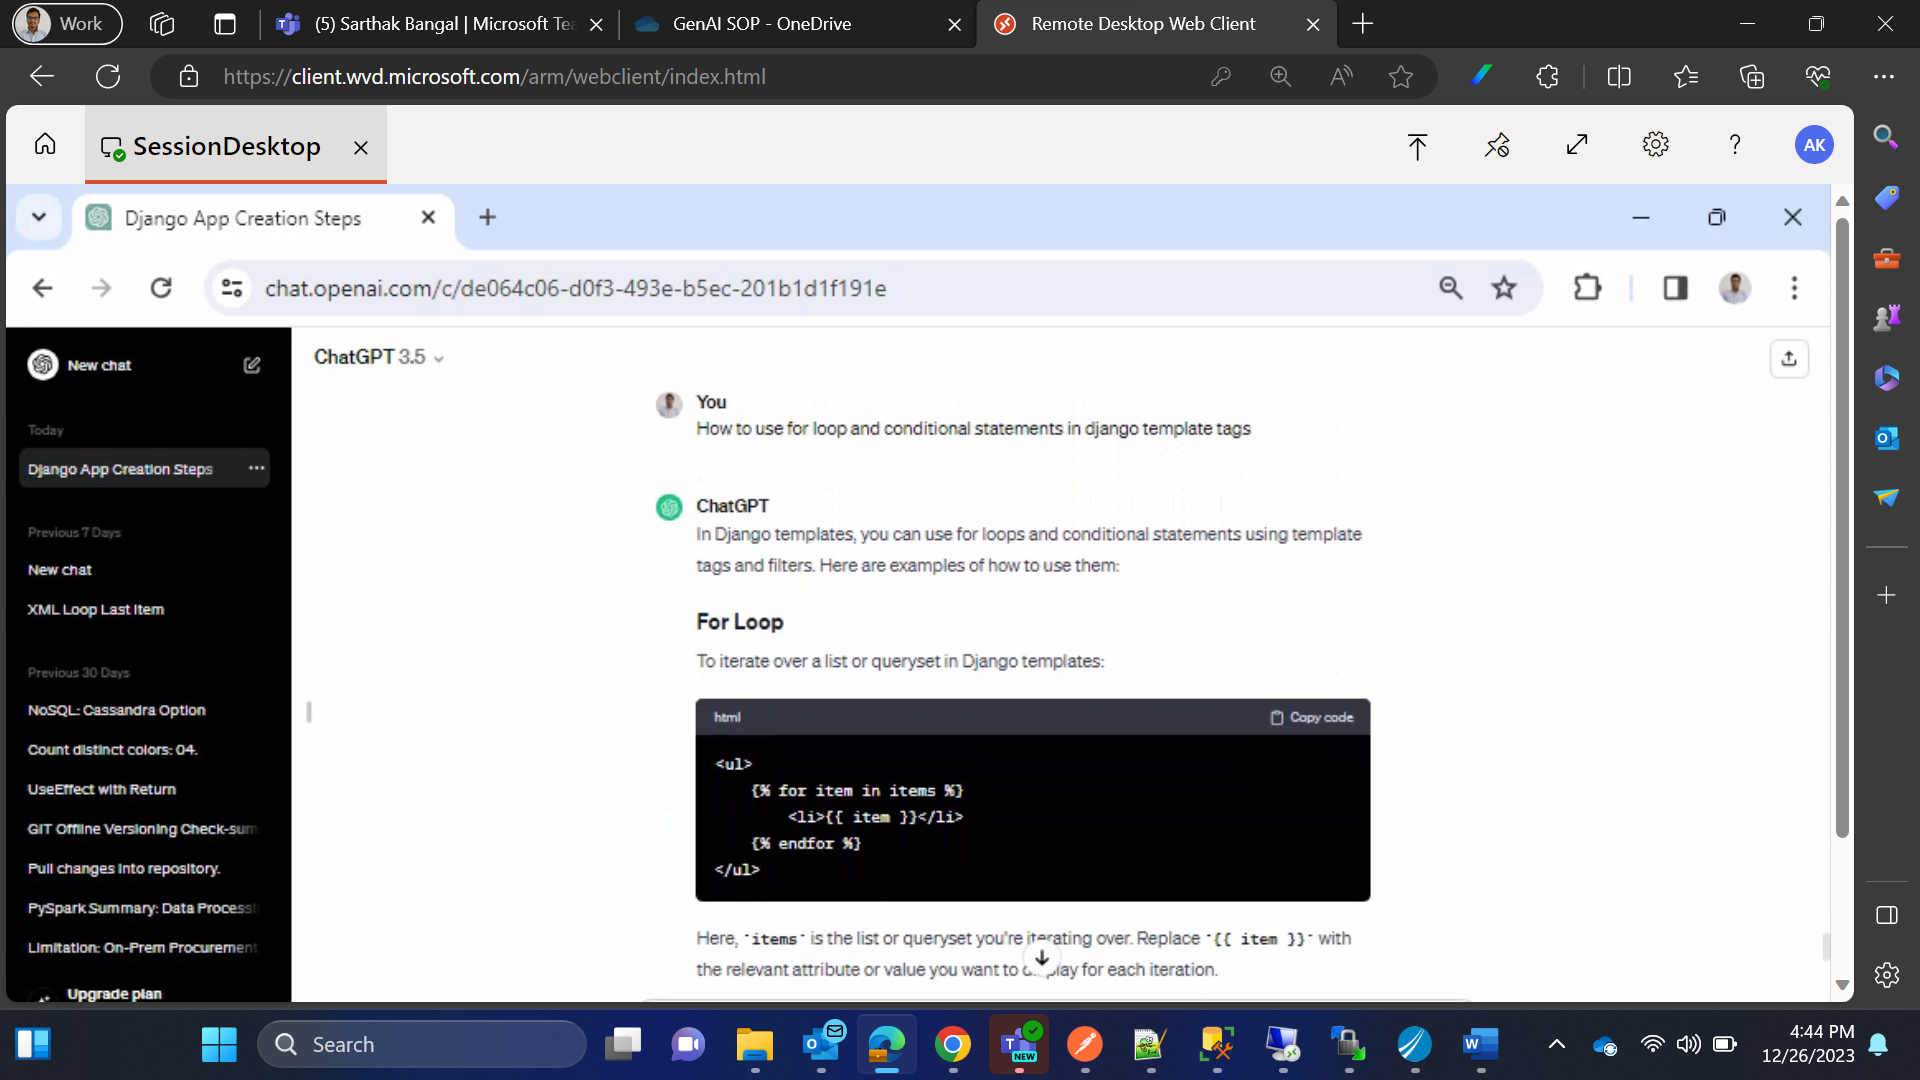 Work
(5) Sarthak Bangal | Microsoft Tea
GenAI SOP - OneDrive
Remote Desktop Web Client
https://client.wvd.microsoft.com/arm/webclient/index.html
SessionDesktop
AK
Django App Creation Steps
chat.openai.com/c/de064c06-d0f3-493e-b5ec-201b1d1f191e
New chat
ChatGPT 3.5
Today
Django App Creation Steps
Previous 7 Days
New chat
XML Loop Last Item
Previous 30 Days
NoSQL: Cassandra Option
Count distinct colors: 04.
UseEffect with Return
GIT Offline Versioning Check-sum
Pull changes into repository.
PySpark Summary: Data Processi
Limitation: On-Prem Procurement
Upgrade plan
You
How to use for loop and conditional statements in django template tags
ChatGPT
In Django templates, you can use for loops and conditional statements using template
tags and filters. Here are examples of how to use them:
For Loop
To iterate over a list or queryset in Django templates:
html
Copy code
<ul>
    {% for item in items %}
        <li>{{ item }}</li>
    {% endfor %}
</ul>
Here, `items` is the list or queryset you're iterating over. Replace `{{ item }}` with
the relevant attribute or value you want to display for each iteration.
Search
NEW
4:44 PM
12/26/2023